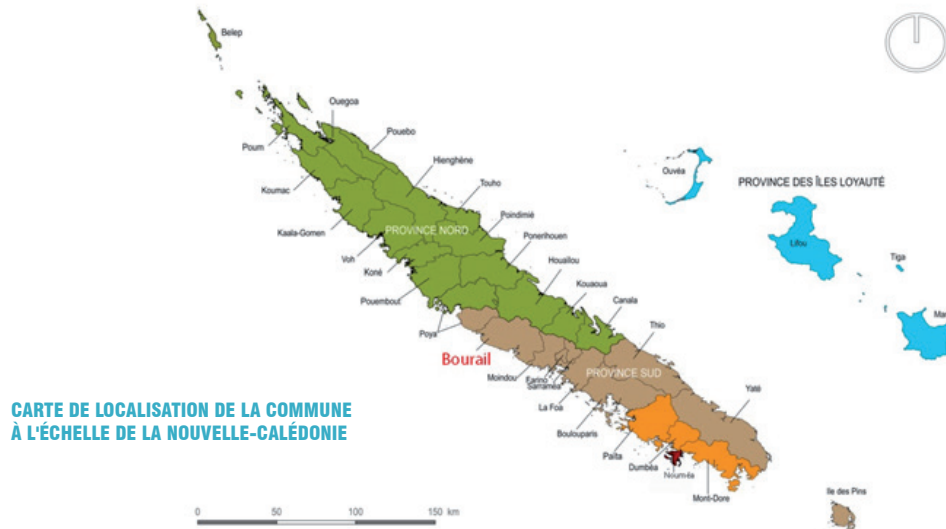 Belep
Ouegoa
Pouebo
Poum
Hienghène
Koumac
Touho
Ouvéa
PROVINCE DES ÎLES LOYAUTÉ
Poindimié
PROVINCE NORD
Kaala-Gomen
Ponerihouen
Lifou
Voh
Houaïlou
Tiga
Koné
Kouaoua
Pouembout
Canala
Mar
Poya
Thio
Bourail
Moindou
Farino
Sarraméa
PROVINCE SUD
Yaté
La Foa
CARTE DE LOCALISATION DE LA COMMUNE
À L'ÉCHELLE DE LA NOUVELLE-CALÉDONIE
Boulouparis
Païta
Dumbéa
Nouméa
Mont-Dore
Ile des Pins
0 50 100 150 km